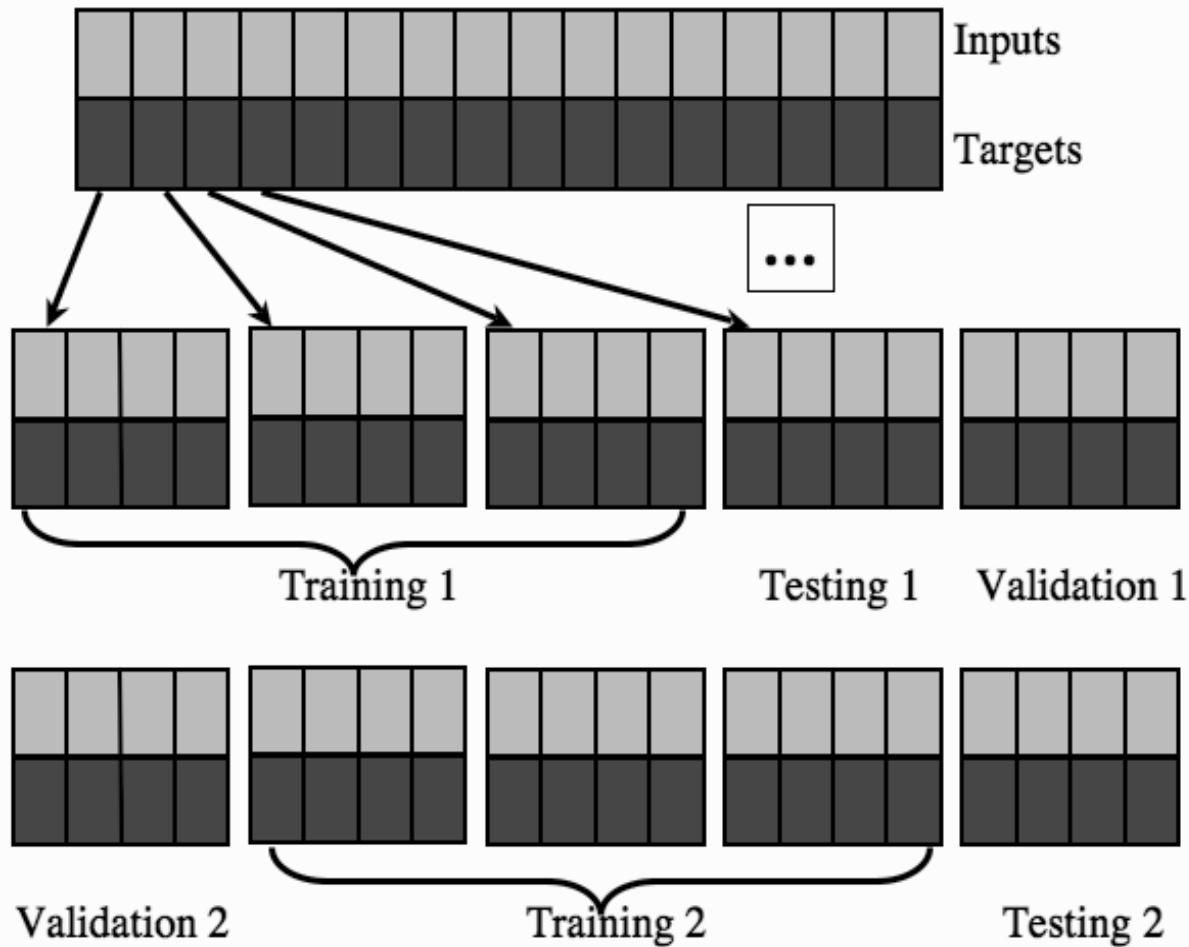 Inputs
Targets
...
Training 1
Testing 1
Validation 1
Validation 2
Training 2
Testing 2